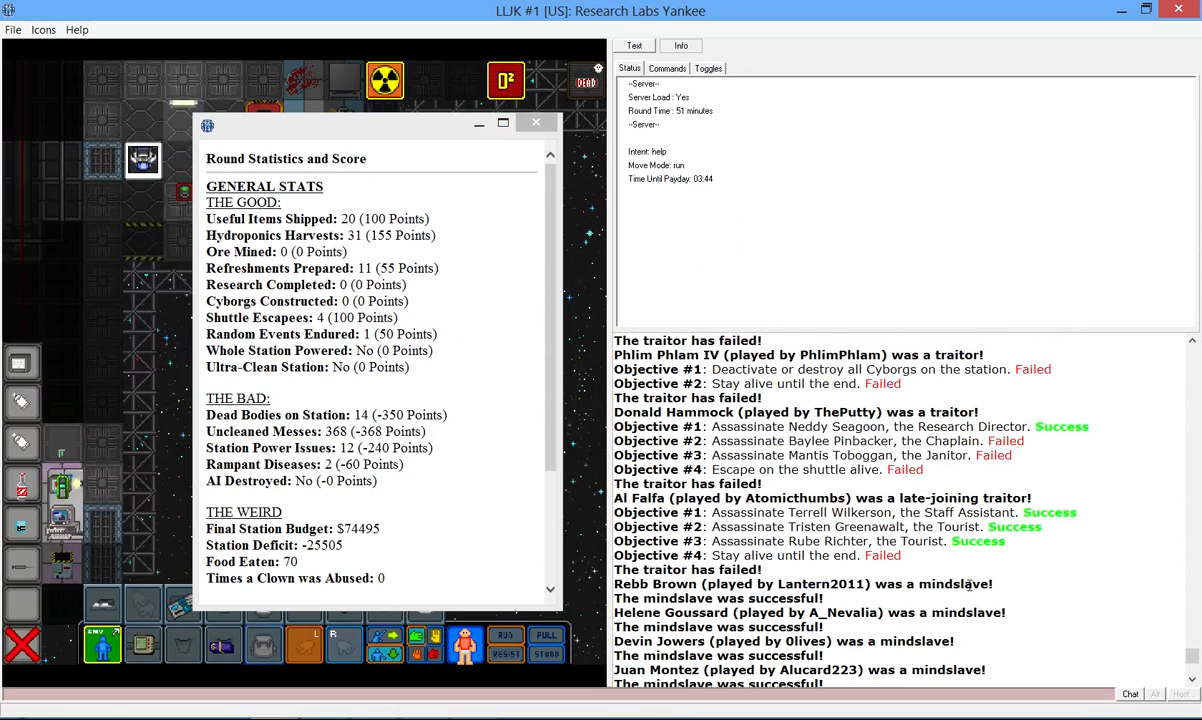 LLJK #1 [US]: Research Labs Yankee
File Icons Help
DEAD
Round Statistics and Score
GENERAL STATS
THE GOOD:
Useful Items Shipped: 20 (100 Points)
Hydroponics Harvests: 31 (155 Points)
Ore Mined: 0 (0 Points)
Refreshments Prepared: 11 (55 Points)
Research Completed: 0 (0 Points)
Cyborgs Constructed: 0 (0 Points)
Shuttle Escapees: 4 (100 Points)
Random Events Endured: 1 (50 Points)
Whole Station Powered: No (0 Points)
Ultra-Clean Station: No (0 Points)
THE BAD:
Dead Bodies on Station: 14 (-350 Points)
Uncleaned Messes: 368 (-368 Points)
Station Power Issues: 12 (-240 Points)
Rampant Diseases: 2 (-60 Points)
AI Destroyed: No (-0 Points)
THE WEIRD
Final Station Budget: $74495
Station Deficit: -25505
Food Eaten: 70
Times a Clown was Abused: 0
INV
L
R
RUN
PULL
RESIST
STAND
Text Info
Status Commands Toggles
--Server--
Server Load : Yes
Round Time : 51 minutes
--Server--
Intent: help
Move Mode: run
Time Until Payday: 03:44
The traitor has failed!
Phlim Phlam IV (played by PhlimPhlam) was a traitor!
Objective #1: Deactivate or destroy all Cyborgs on the station. Failed
Objective #2: Stay alive until the end. Failed
The traitor has failed!
Donald Hammock (played by ThePutty) was a traitor!
Objective #1: Assassinate Neddy Seagoon, the Research Director. Success
Objective #2: Assassinate Baylee Pinbacker, the Chaplain. Failed
Objective #3: Assassinate Mantis Toboggan, the Janitor. Failed
Objective #4: Escape on the shuttle alive. Failed
The traitor has failed!
Al Falfa (played by Atomicthumbs) was a late-joining traitor!
Objective #1: Assassinate Terrell Wilkerson, the Staff Assistant. Success
Objective #2: Assassinate Tristen Greenawalt, the Tourist. Success
Objective #3: Assassinate Rube Richter, the Tourist. Success
Objective #4: Stay alive until the end. Failed
The traitor has failed!
Rebb Brown (played by Lantern2011) was a mindslave!
The mindslave was successful!
Helene Goussard (played by A_Nevalia) was a mindslave!
The mindslave was successful!
Devin Jowers (played by 0lives) was a mindslave!
The mindslave was successful!
Juan Montez (played by Alucard223) was a mindslave!
The mindslave was successful!
Chat Alt Host...